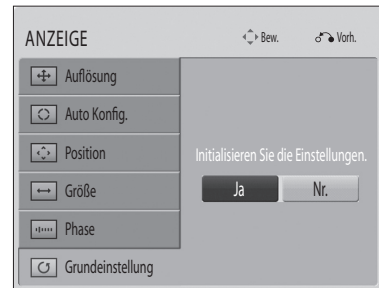 ANZEIGE Bew. Vorh.
Auflösung
Auto Konfig.
Position
Größe
Phase
Grundeinstellung
Initialisieren Sie die Einstellungen.
Ja Nr.